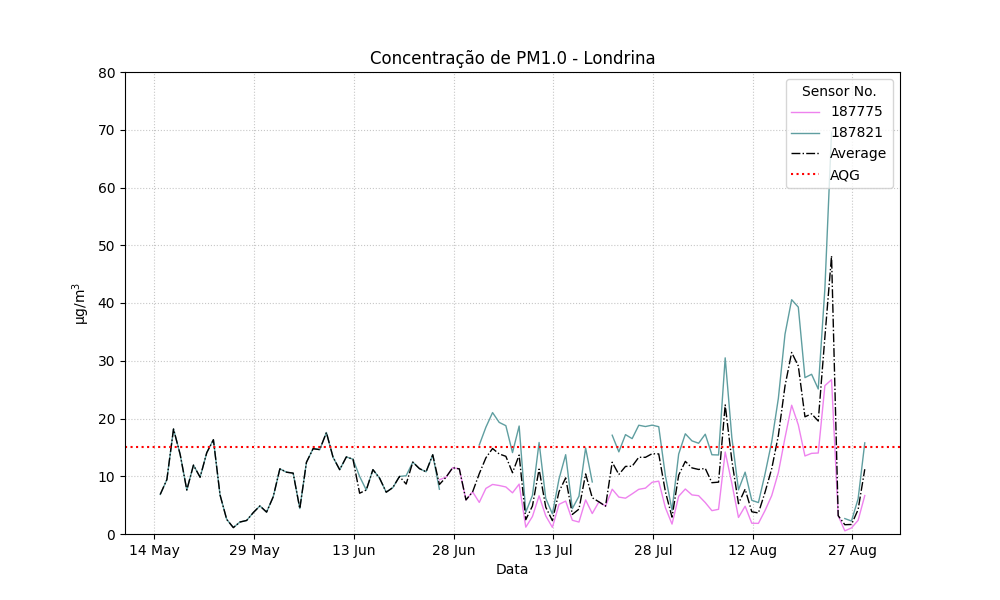 Concentração de PM1.0 - Londrina
80
70
60
50
40
30
20
10
0
µg/m³
14 May
29 May
13 Jun
28 Jun
13 Jul
28 Jul
12 Aug
27 Aug
Data
Sensor No.
187775
187821
Average
AQG